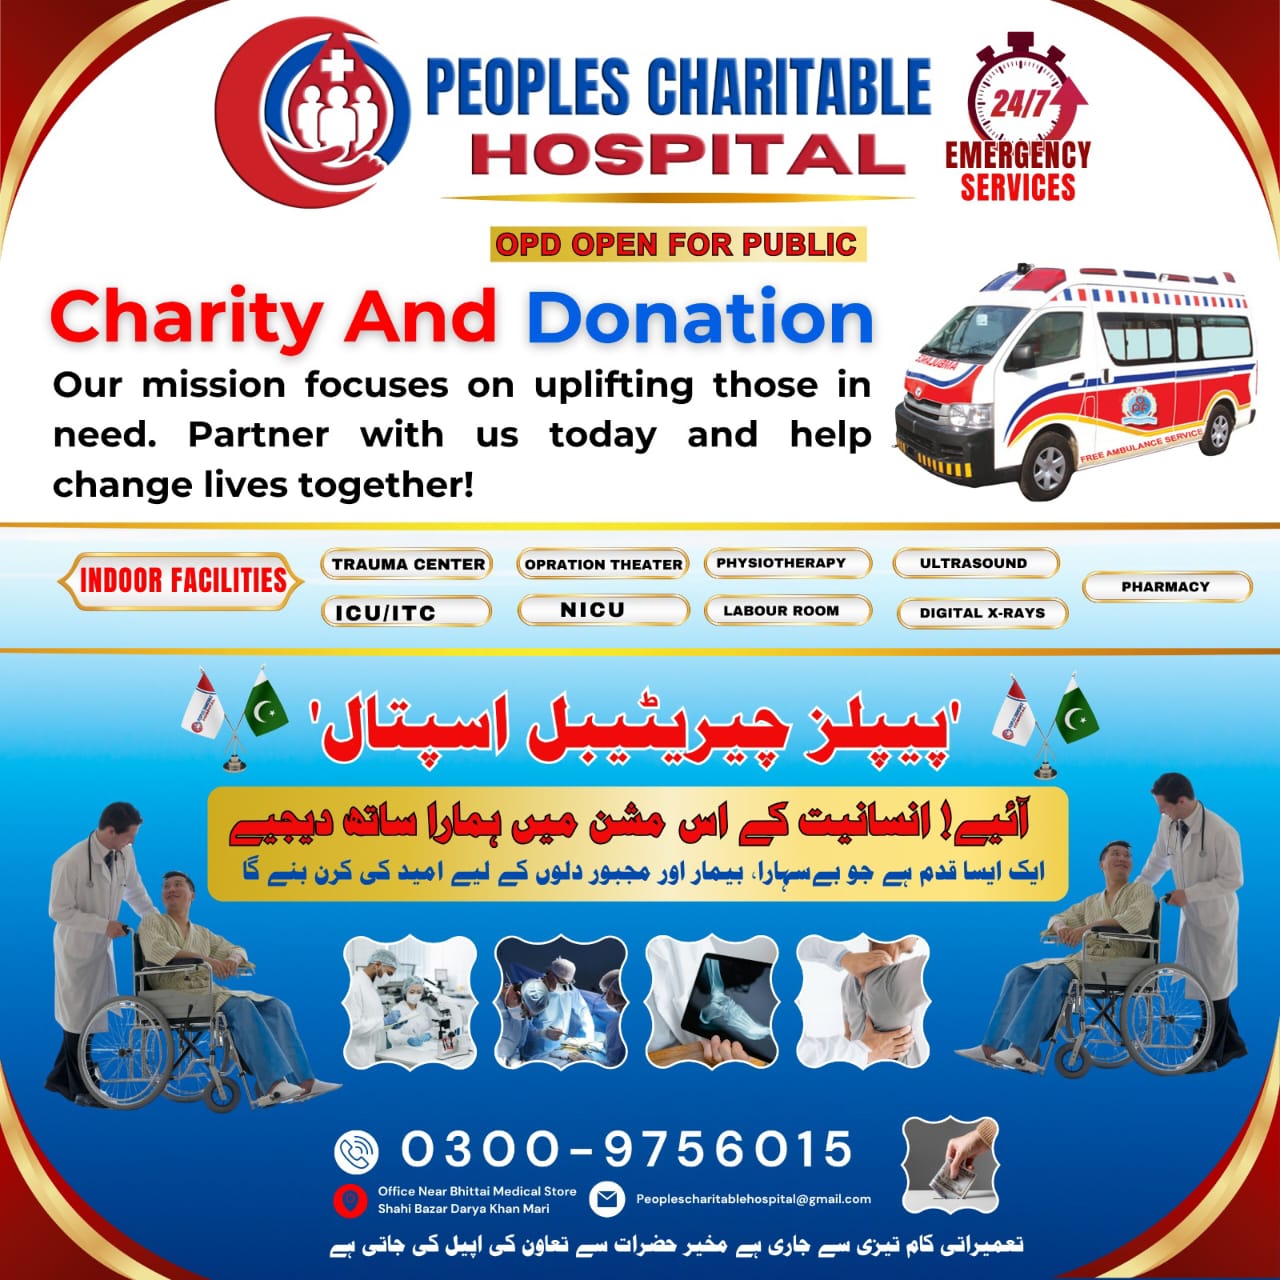 PEOPLES CHARITABLE
HOSPITAL
24/7
EMERGENCY
SERVICES
OPD OPEN FOR PUBLIC
Charity And Donation
Our mission focuses on uplifting those in
need. Partner with us today and help
change lives together!
FREE AMBULANCE SERVICE
INDOOR FACILITIES
TRAUMA CENTER
OPRATION THEATER
PHYSIOTHERAPY
ULTRASOUND
PHARMACY
ICU/ITC
NICU
LABOUR ROOM
DIGITAL X-RAYS
'پیپلز چیریٹیبل اسپتال'
آئیے! انسانیت کے اس مشن میں ہمارا ساتھ دیجیے
ایک ایسا قدم ہے جو بے سہارا، بیمار اور مجبور دلوں کے لیے امید کی کرن بنے گا
0300-9756015
Office Near Bhittai Medical Store
Shahi Bazar Darya Khan Mari
Peoplescharitablehospital@gmail.com
تعمیراتی کام تیزی سے جاری ہے مخیر حضرات سے تعاون کی اپیل کی جاتی ہے